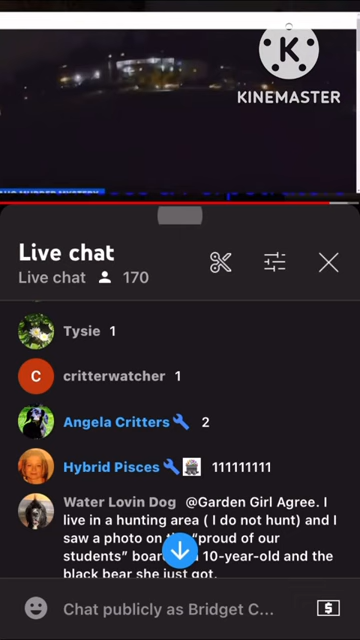 KINEMASTER
Live chat
Live chat 170
Tysie 1
C critterwatcher 1
Angela Critters 2
Hybrid Pisces 111111111
Water Lovin Dog @Garden Girl Agree. I
live in a hunting area ( I do not hunt) and I
saw a photo on "proud of our
students" 10-year-old and the
black bear she just got.
Chat publicly as Bridget C...